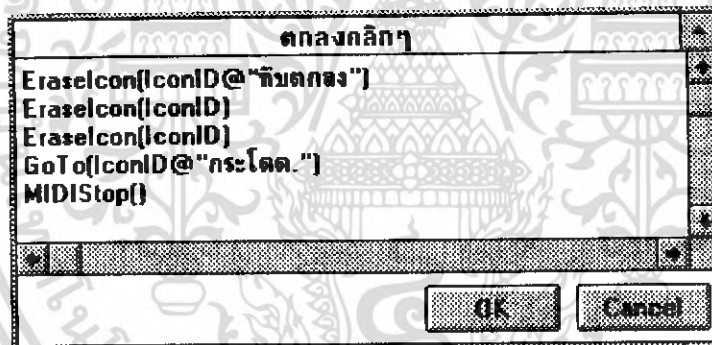 ตกลงกลิกๆ
EraseIcon(IconID@"ทีบตกลง")
EraseIcon(IconID)
EraseIcon(IconID)
GoTo(IconID@"กระโดด.")
MIDIStop()
OK Cancel